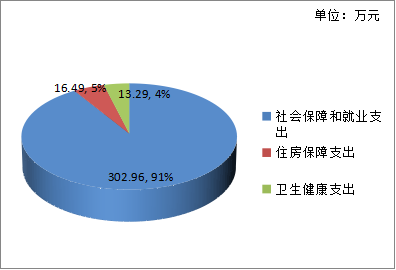 单位：万元
16.49, 5%
13.29, 4%
302.96, 91%
社会保障和就业支
出
住房保障支出
卫生健康支出